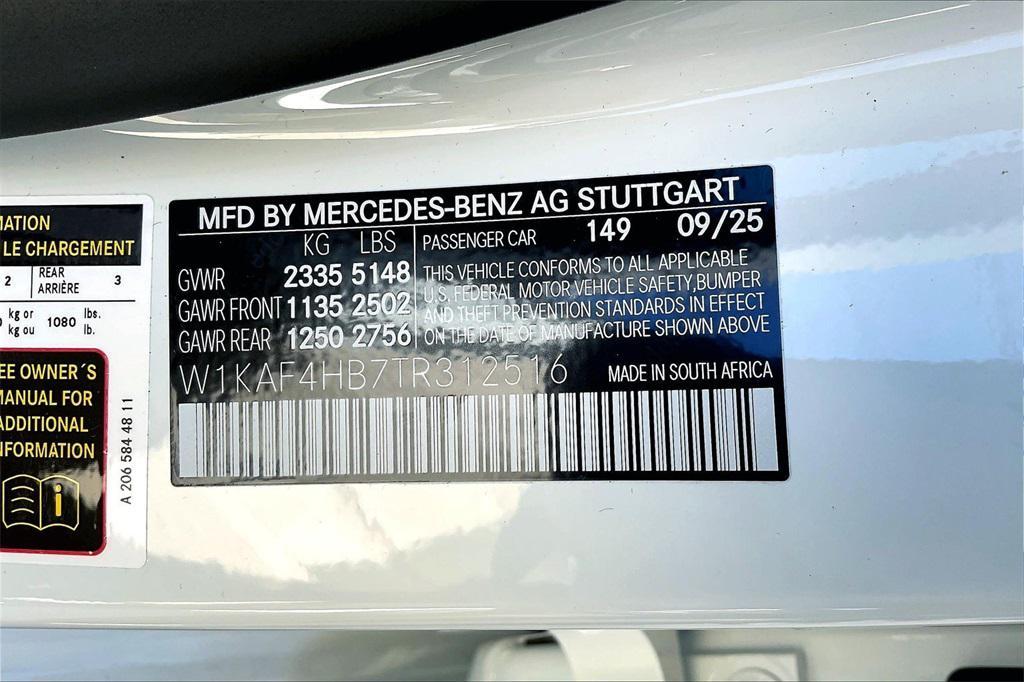 MATION
LE CHARGEMENT
2 REAR ARRIÈRE 3
kg or kg ou 1080 lbs. lb.
EE OWNER´S
MANUAL FOR
ADDITIONAL
NFORMATION
i
A 206 584 48 11
MFD BY MERCEDES-BENZ AG STUTTGART
KG LBS
GVWR 2335 5148
GAWR FRONT 1135 2502
GAWR REAR 1250 2756
PASSENGER CAR 149 09/25
THIS VEHICLE CONFORMS TO ALL APPLICABLE
U.S. FEDERAL MOTOR VEHICLE SAFETY,BUMPER
AND THEFT PREVENTION STANDARDS IN EFFECT
ON THE DATE OF MANUFACTURE SHOWN ABOVE
W1KAF4HB7TR312516 MADE IN SOUTH AFRICA